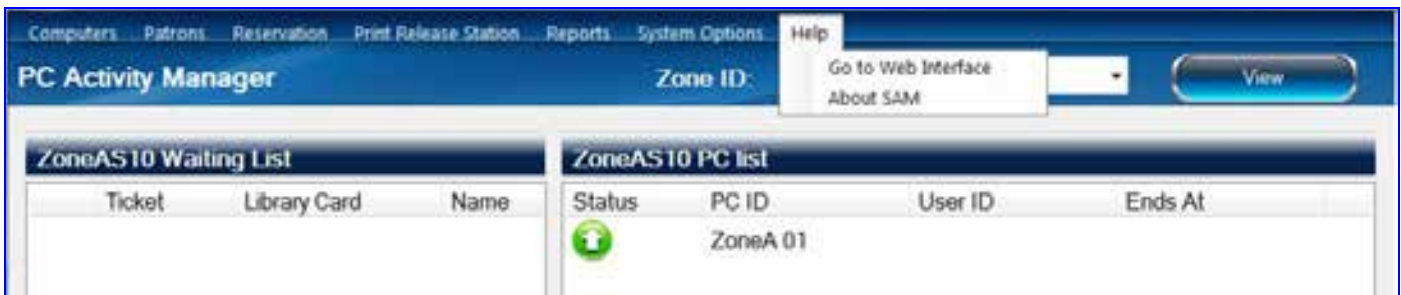 Computers Patrons Reservation Print Release Station Reports System Options Help
PC Activity Manager Zone ID: View
Go to Web Interface
About SAM
ZoneAS10 Waiting List ZoneAS10 PC list
Ticket Library Card Name Status PC ID User ID Ends At
ZoneA 01